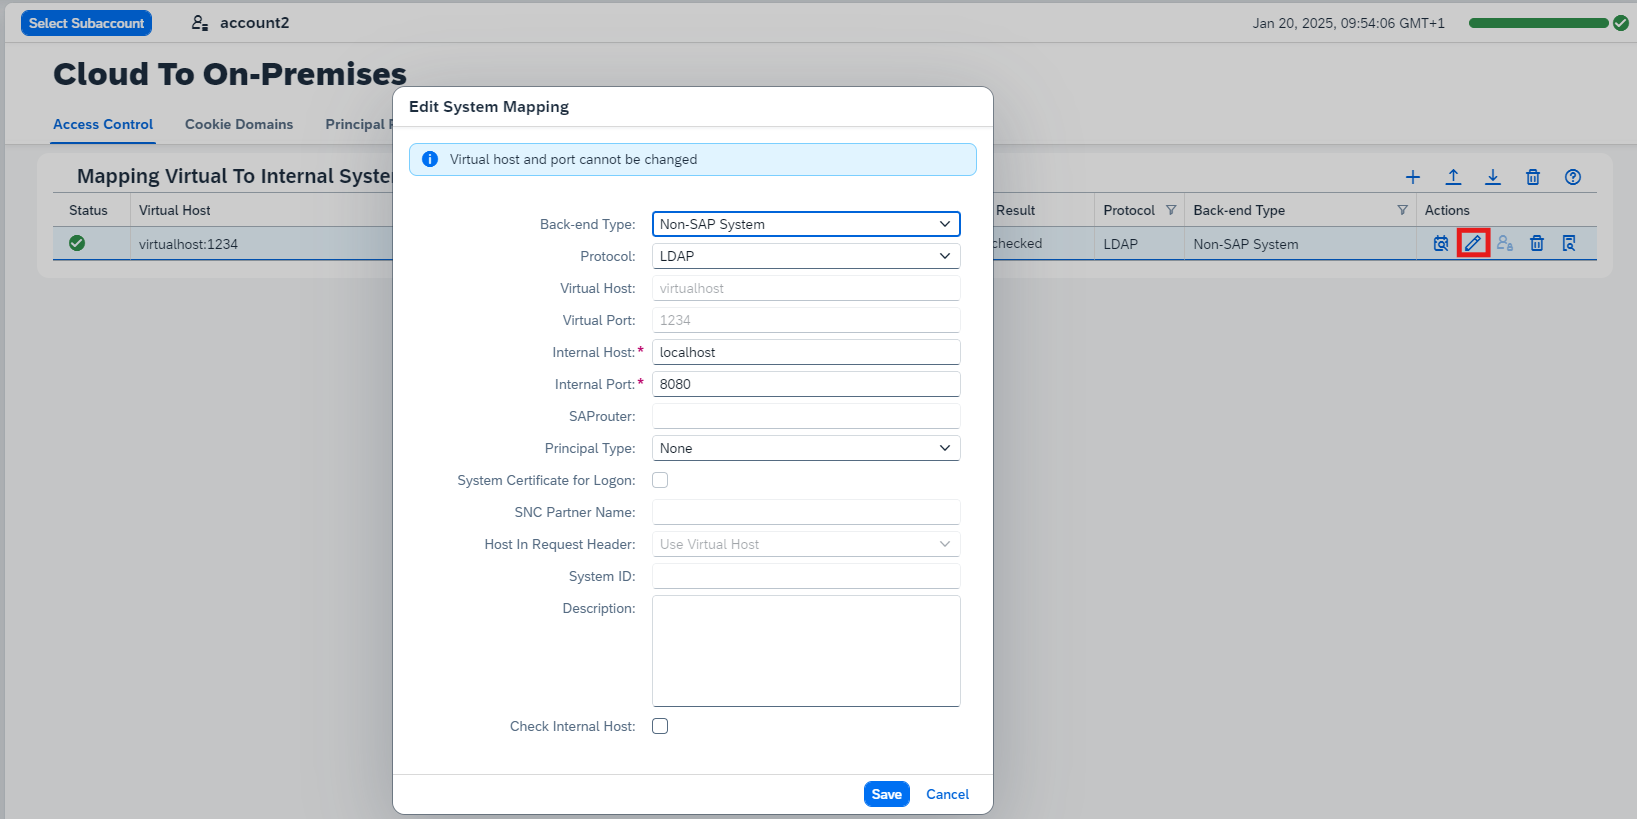 Select Subaccount account2 Jan 20, 2025, 09:54:06 GMT+1
Cloud To On-Premises
Access Control Cookie Domains Principal
Edit System Mapping
Virtual host and port cannot be changed
Mapping Virtual To Internal
Status Virtual Host Result Protocol Back-end Type Actions
virtualhost:1234 checked LDAP Non-SAP System
Back-end Type: Non-SAP System
Protocol: LDAP
Virtual Host: virtualhost
Virtual Port: 1234
Internal Host:* localhost
Internal Port:* 8080
SAProuter:
Principal Type: None
System Certificate for Logon:
SNC Partner Name:
Host In Request Header: Use Virtual Host
System ID:
Description:
Check Internal Host:
Save Cancel